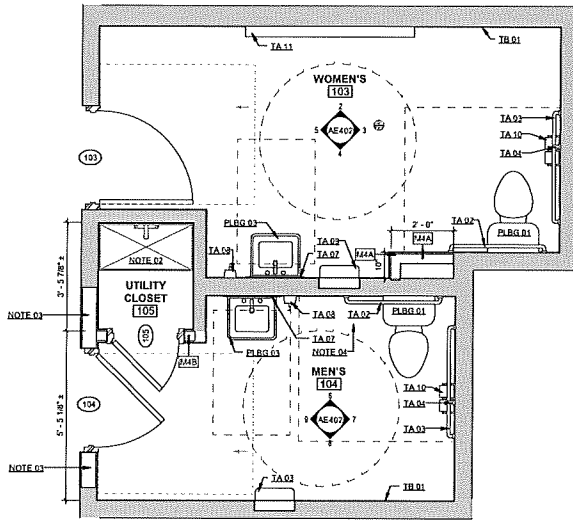 TA 11
TB 01
WOMEN'S
103
TA 03
TA 10
TA 04
2
5 AE402 3
4
103
PLBG 03
2' - 0"
TA 02
PLBG 01
TA 03
TA 07
TA 08
M4A
M4A
10"
NOTE 02
3' - 5 7/8" ±
UTILITY
CLOSET
105
NOTE 03
105
M4B
TA 08
TA 02
PLBG 01
TA 07
PLBG 03
NOTE 04
MEN'S
104
104
TA 10
TA 04
TA 03
6
9 AE402 7
8
5' - 5 1/8" ±
NOTE 03
TA 03
TB 01